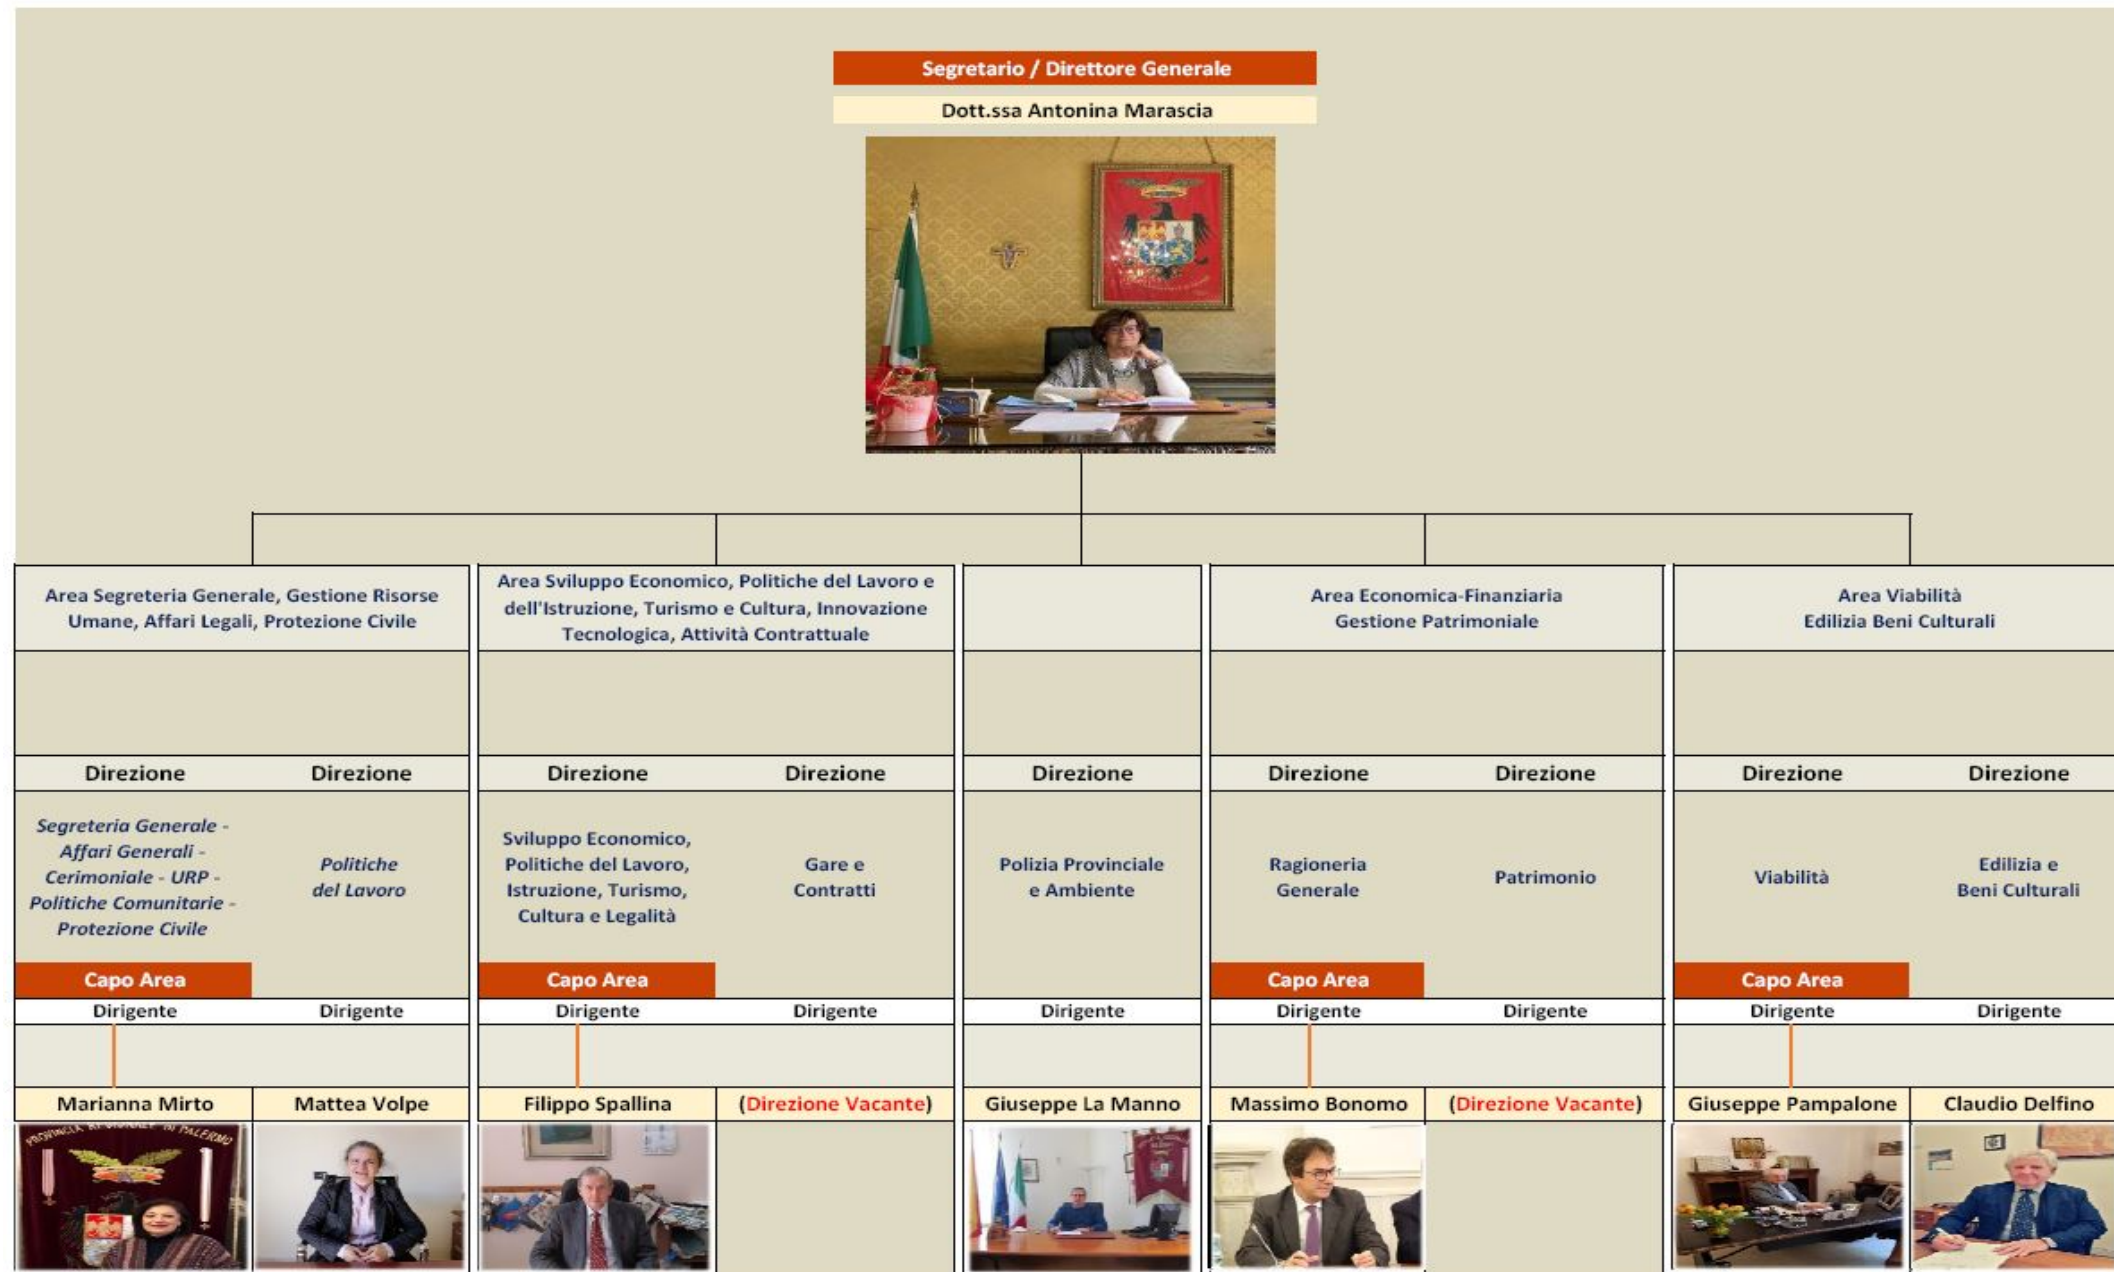 Segretario / Direttore Generale
Dott.ssa Antonina Marascia
Area Segreteria Generale, Gestione Risorse
Umane, Affari Legali, Protezione Civile
Area Sviluppo Economico, Politiche del Lavoro e
dell'Istruzione, Turismo e Cultura, Innovazione
Tecnologica, Attività Contrattuale
Area Economica-Finanziaria
Gestione Patrimoniale
Area Viabilità
Edilizia Beni Culturali
Direzione
Direzione
Direzione
Direzione
Direzione
Direzione
Direzione
Direzione
Direzione
Segreteria Generale -
Affari Generali -
Cerimoniale - URP -
Politiche Comunitarie -
Protezione Civile
Politiche
del Lavoro
Sviluppo Economico,
Politiche del Lavoro,
Istruzione, Turismo,
Cultura e Legalità
Gare e
Contratti
Polizia Provinciale
e Ambiente
Ragioneria
Generale
Patrimonio
Viabilità
Edilizia e
Beni Culturali
Capo Area
Capo Area
Capo Area
Capo Area
Dirigente
Dirigente
Dirigente
Dirigente
Dirigente
Dirigente
Dirigente
Dirigente
Dirigente
Marianna Mirto
Mattea Volpe
Filippo Spallina
(Direzione Vacante)
Giuseppe La Manno
Massimo Bonomo
(Direzione Vacante)
Giuseppe Pampalone
Claudio Delfino
PROVINCIA REGIONALE DI PALERMO